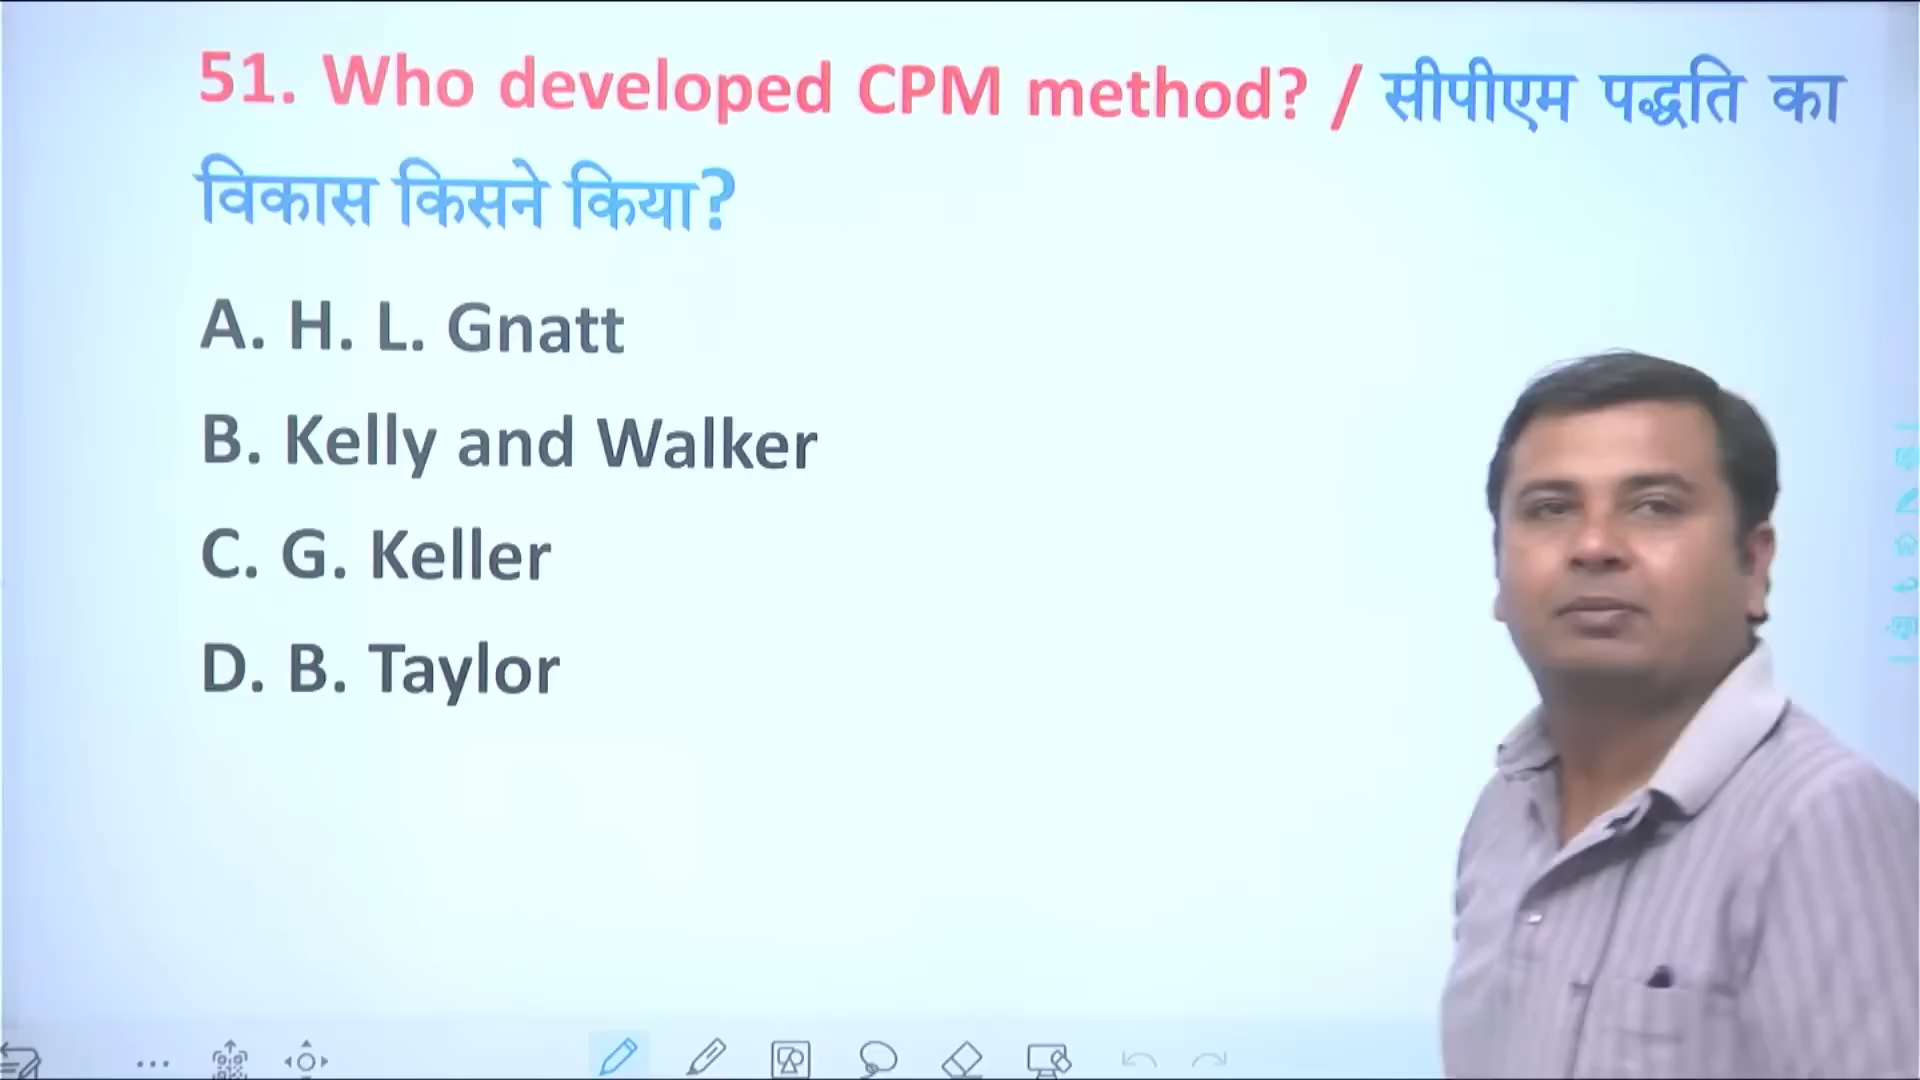 51. Who developed CPM method? / सीपीएम पद्धति का
विकास किसने किया?
A. H. L. Gnatt
B. Kelly and Walker
C. G. Keller
D. B. Taylor